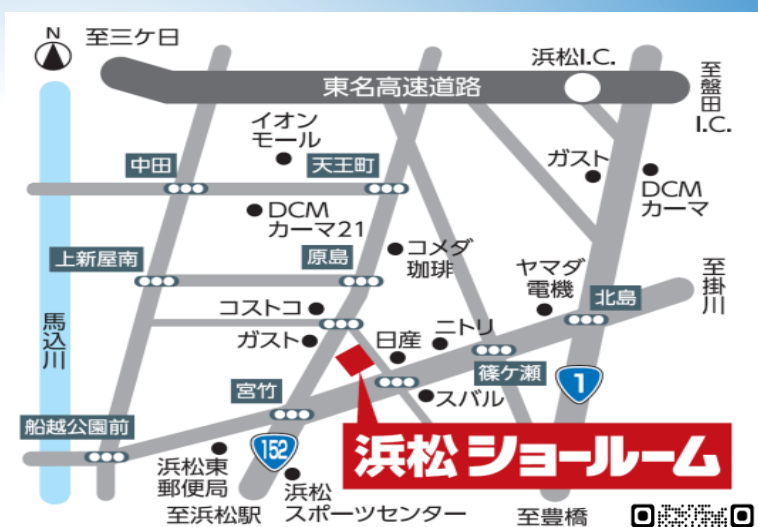 N
至三ケ日
浜松I.C.
東名高速道路
至盤田I.C.
イオン
モール
中田
天王町
ガスト
DCM
カーマ
DCM
カーマ21
上新屋南
原島
コメダ
珈琲
ヤマダ
電機
北島
至掛川
馬込川
コストコ
ガスト
日産
ニトリ
篠ケ瀬
1
宮竹
スバル
船越公園前
152
浜松ショールーム
浜松東
郵便局
浜松
スポーツセンター
至浜松駅
至豊橋